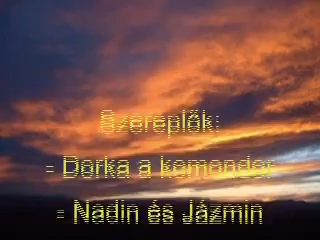 Szereplők:
- Dorka a komondor
- Nadin és Jázmin